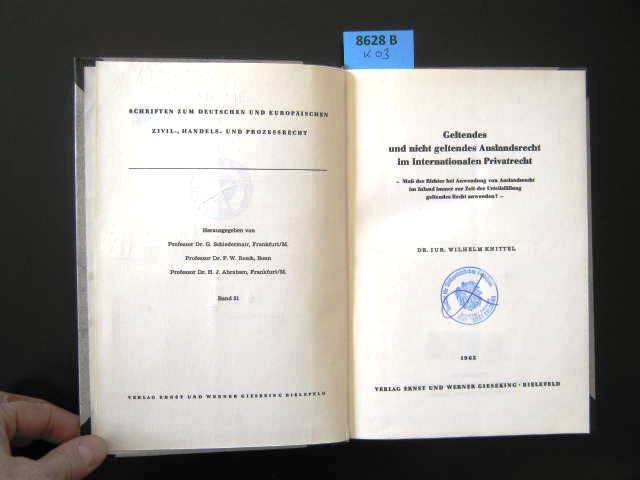 8628 B
K 03
SCHRIFTEN ZUM DEUTSCHEN UND EUROPÄISCHEN
ZIVIL-, HANDELS- UND PROZESSRECHT
Herausgegeben von
Professor Dr. G. Schiedermair, Frankfurt/M.
Professor Dr. F. W. Bosch, Bonn
Professor Dr. H. J. Abraham, Frankfurt/M.
Band 21
VERLAG ERNST UND WERNER GIESEKING BIELEFELD
Geltendes
und nicht geltendes Auslandsrecht
im Internationalen Privatrecht
– Muß der Richter bei Anwendung von Auslandsrecht
im Inland immer zur Zeit der Urteilsfällung
geltendes Recht anwenden? –
DR. IUR. WILHELM KNITTEL
VERLAG ERNST UND WERNER GIESEKING · BIELEFELD